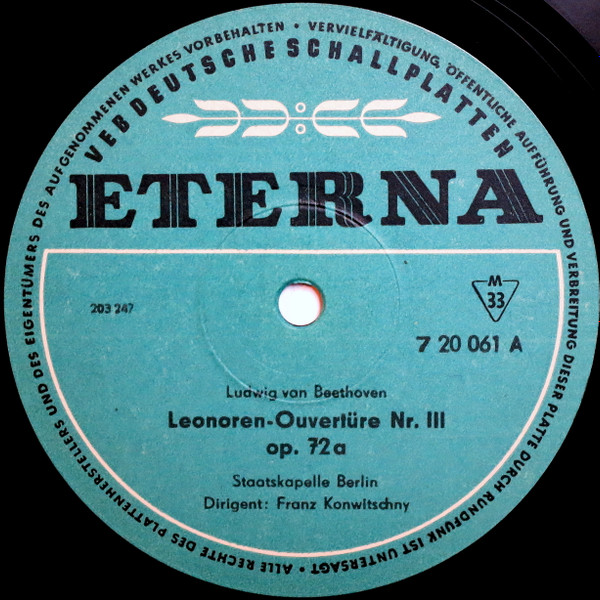 ALLE RECHTE DES PLATTENHERSTELLERS UND DES EIGENTÜMERS DES AUFGENOMMENEN WERKES VORBEHALTEN • VERVIELFÄLTIGUNG, ÖFFENTLICHE AUFFÜHRUNG UND VERBREITUNG DIESER PLATTE DURCH RUNDFUNK IST UNTERSAGT •
VEB DEUTSCHE SCHALLPLATTEN
ETERNA
M
33
203 247
7 20 061 A
Ludwig van Beethoven
Leonoren-Ouvertüre Nr. III
op. 72a
Staatskapelle Berlin
Dirigent: Franz Konwitschny